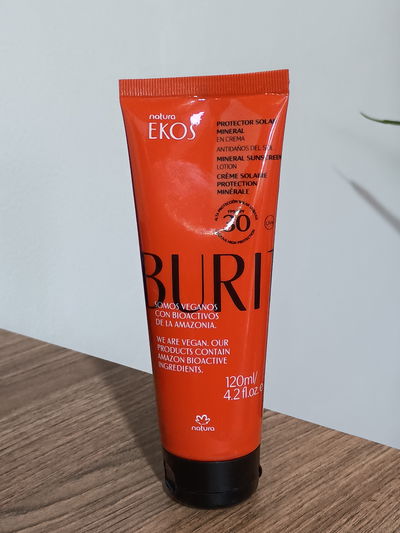 natura
EKOS
PROTECTOR SOLAR
MINERAL
EN CREMA
ANTIDAÑOS DEL SOL
MINERAL SUNSCREEN
LOTION
CRÈME SOLAIRE
PROTECTION
MINÉRALE
30
BURIT
SOMOS VEGANOS
CON BIOACTIVOS
DE LA AMAZONIA.
WE ARE VEGAN. OUR
PRODUCTS CONTAIN
AMAZON BIOACTIVE
INGREDIENTS.
120ml/
4.2 fl.oz e
natura